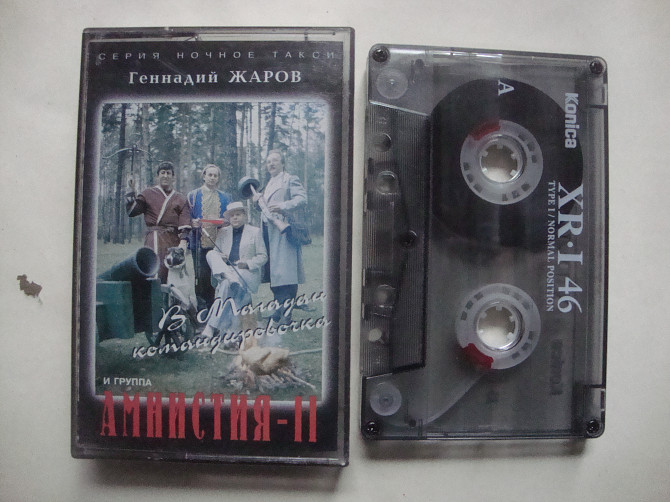 СЕРИЯ НОЧНОЕ ТАКСИ
Геннадий ЖАРОВ
В Магадан
командировочка
И ГРУППА
АМНИСТИЯ-II
A
Konica
XR·I 46
TYPE I / NORMAL POSITION